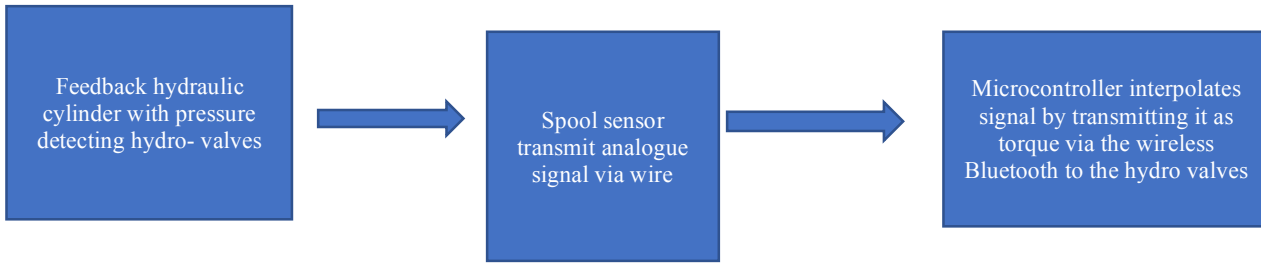 Feedback hydraulic
cylinder with pressure
detecting hydro- valves
Spool sensor
transmit analogue
signal via wire
Microcontroller interpolates
signal by transmitting it as
torque via the wireless
Bluetooth to the hydro valves